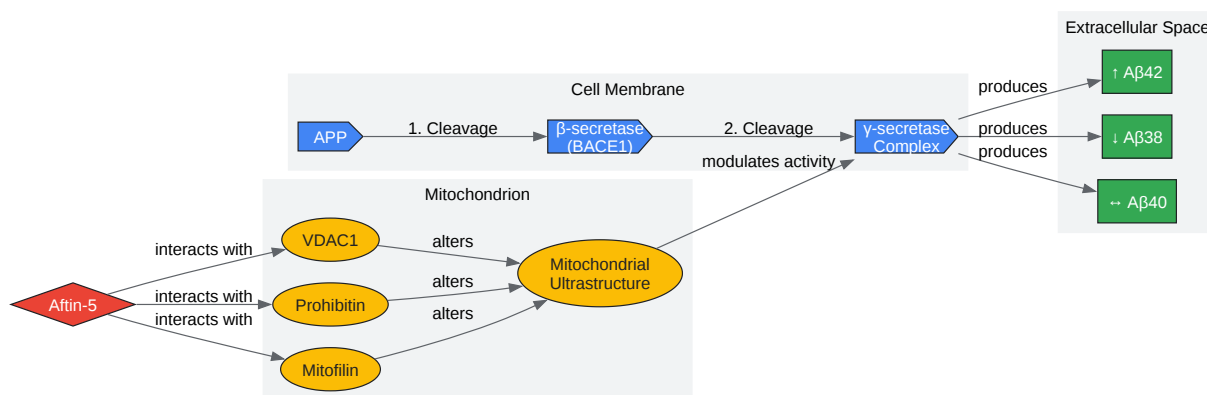 Extracellular Space
↑ Aβ42
produces
Cell Membrane
APP
1. Cleavage
β-secretase
(BACE1)
2. Cleavage
γ-secretase
Complex
produces
↓ Aβ38
produces
modulates activity
↔ Aβ40
Mitochondrion
VDAC1
alters
interacts with
Mitochondrial
Ultrastructure
Aftin-5
interacts with
Prohibitin
alters
interacts with
alters
Mitofilin